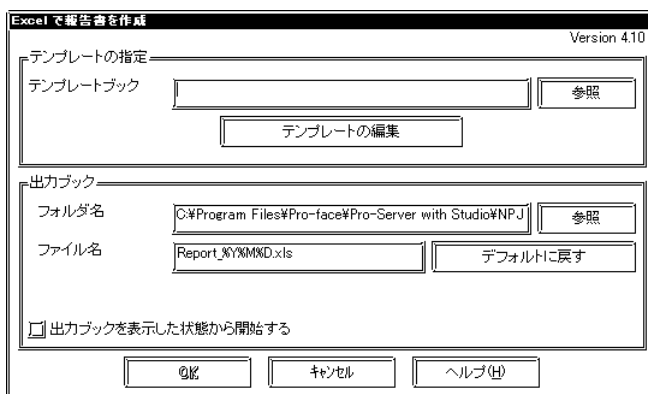 Excel で報告書を作成
Version 4.10
テンプレートの指定
テンプレートブック
参照
テンプレートの編集
出力ブック
フォルダ名
C:¥Program Files¥Pro-face¥Pro-Server with Studio¥NPJ
参照
ファイル名
Report_%Y%M%D.xls
デフォルトに戻す
出力ブックを表示した状態から開始する
OK
キャンセル
ヘルプ(H)